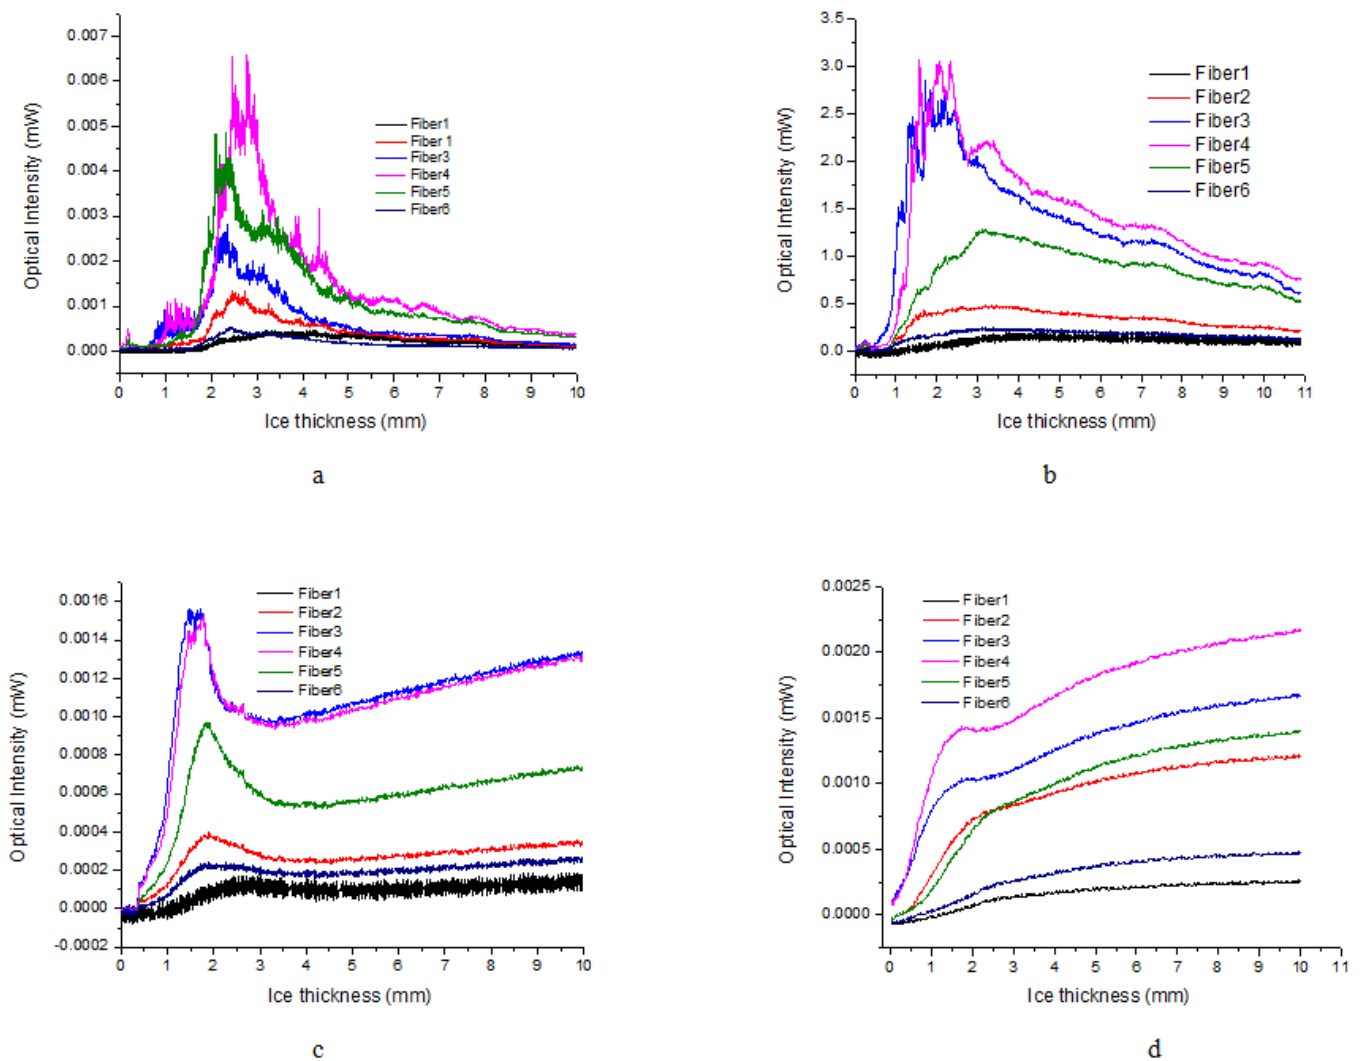 0.007
0.006
0.005
0.004
0.003
0.002
0.001
0.000
Optical Intensity (mW)
Fiber1
Fiber 1
Fiber3
Fiber4
Fiber5
Fiber6
0 1 2 3 4 5 6 7 8 9 10
Ice thickness (mm)
a
3.5
3.0
2.5
2.0
1.5
1.0
0.5
0.0
Optical Intensity (mW)
Fiber1
Fiber2
Fiber3
Fiber4
Fiber5
Fiber6
0 1 2 3 4 5 6 7 8 9 10 11
Ice thickness (mm)
b
0.0016
0.0014
0.0012
0.0010
0.0008
0.0006
0.0004
0.0002
0.0000
-0.0002
Optical Intensity (mW)
Fiber1
Fiber2
Fiber3
Fiber4
Fiber5
Fiber6
0 1 2 3 4 5 6 7 8 9 10
Ice thickness (mm)
c
0.0025
0.0020
0.0015
0.0010
0.0005
0.0000
Optical Intensity (mW)
Fiber1
Fiber2
Fiber3
Fiber4
Fiber5
Fiber6
0 1 2 3 4 5 6 7 8 9 10 11
Ice thickness (mm)
d